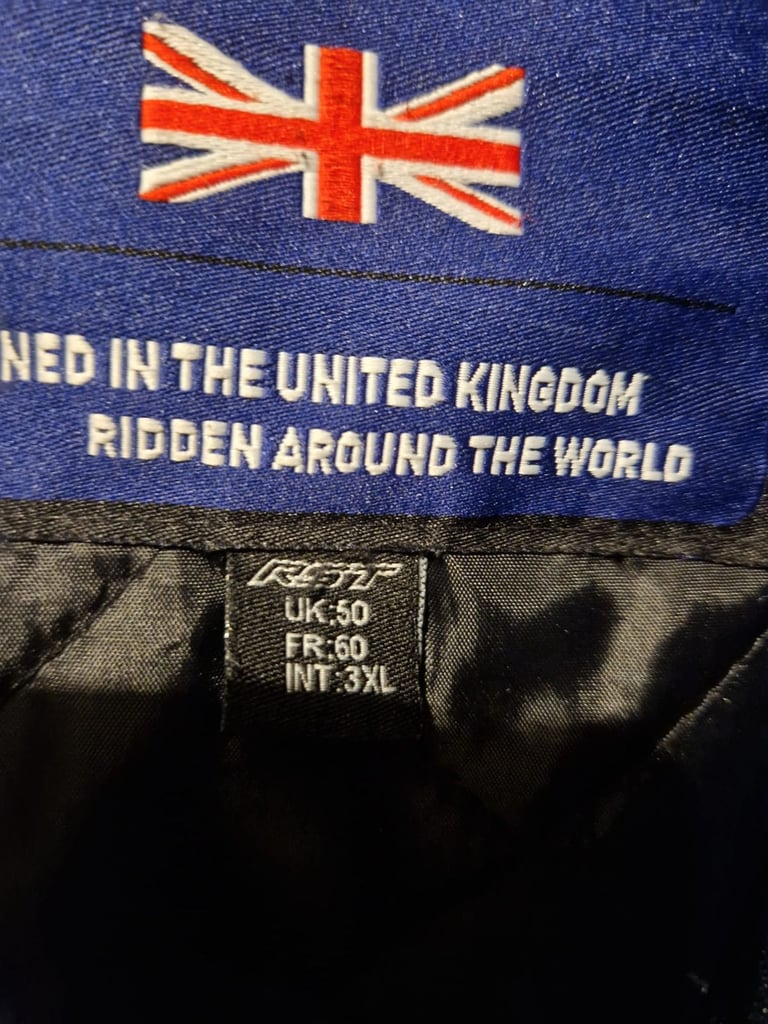 NED IN THE UNITED KINGDOM
RIDDEN AROUND THE WORLD
RST
UK:50
FR:60
INT:3XL